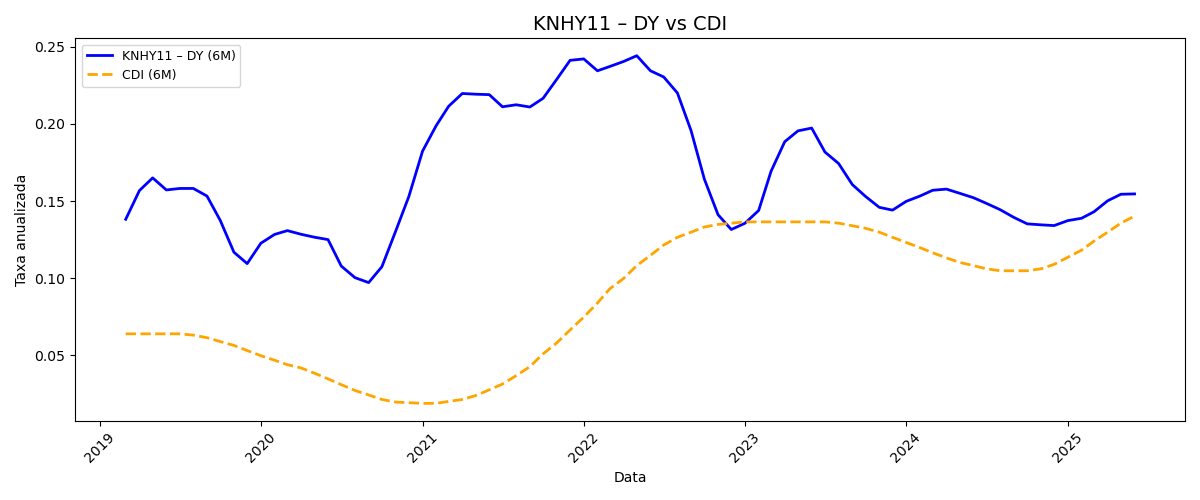 KNHY11 – DY vs CDI
KNHY11 – DY (6M)
CDI (6M)
Taxa anualizada
0.25
0.20
0.15
0.10
0.05
2019
2020
2021
2022
2023
2024
2025
Data